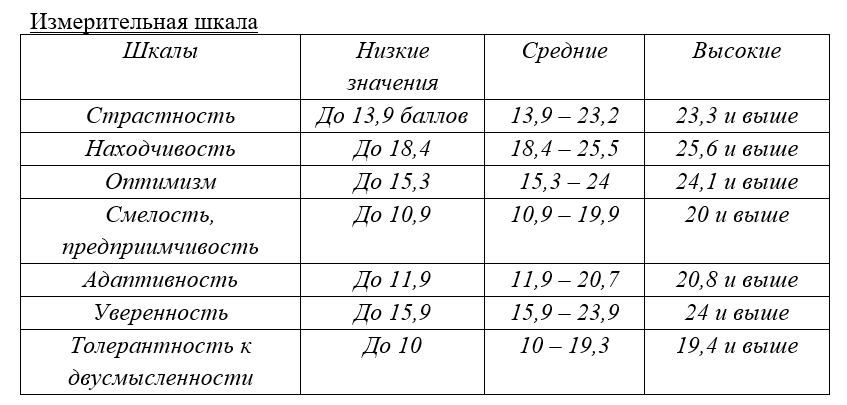 Измерительная шкала
Шкалы Низкие значения Средние Высокие
Страстность До 13,9 баллов 13,9 – 23,2 23,3 и выше
Находчивость До 18,4 18,4 – 25,5 25,6 и выше
Оптимизм До 15,3 15,3 – 24 24,1 и выше
Смелость, предприимчивость До 10,9 10,9 – 19,9 20 и выше
Адаптивность До 11,9 11,9 – 20,7 20,8 и выше
Уверенность До 15,9 15,9 – 23,9 24 и выше
Толерантность к двусмысленности До 10 10 – 19,3 19,4 и выше